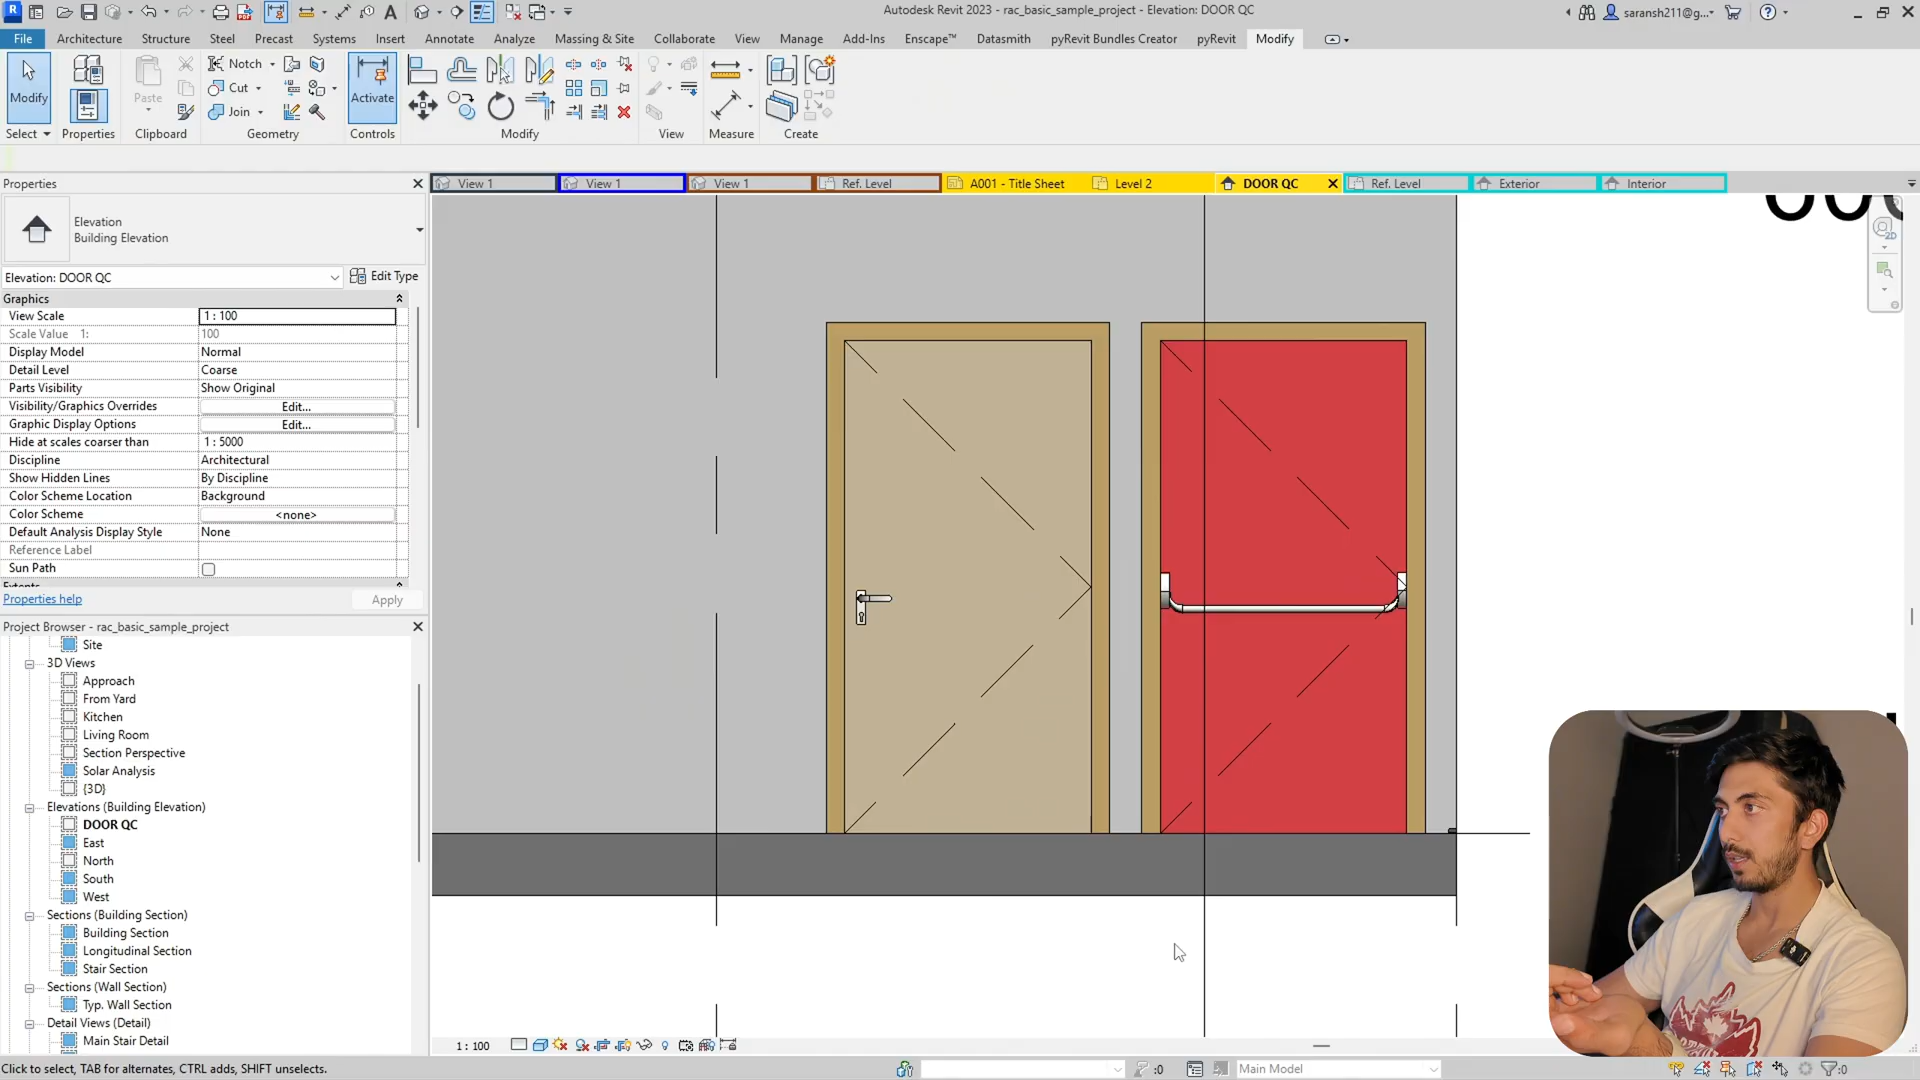 Autodesk Revit 2023 - rac_basic_sample_project - Elevation: DOOR QC
saransh211@g...
File
Architecture
Structure
Steel
Precast
Systems
Insert
Annotate
Analyze
Massing & Site
Collaborate
View
Manage
Add-Ins
Enscape™
Datasmith
pyRevit Bundles Creator
pyRevit
Modify
Modify
Paste
Notch
Cut
Join
Activate
Select
Properties
Clipboard
Geometry
Controls
Modify
View
Measure
Create
Properties
View 1
View 1
View 1
Ref. Level
A001 - Title Sheet
Level 2
DOOR QC
Ref. Level
Exterior
Interior
Elevation
Building Elevation
Elevation: DOOR QC
Edit Type
Graphics
View Scale 1 : 100
Scale Value 1: 100
Display Model Normal
Detail Level Coarse
Parts Visibility Show Original
Visibility/Graphics Overrides Edit...
Graphic Display Options Edit...
Hide at scales coarser than 1 : 5000
Discipline Architectural
Show Hidden Lines By Discipline
Color Scheme Location Background
Color Scheme <none>
Default Analysis Display Style None
Reference Label
Sun Path
Extents
Properties help
Apply
Project Browser - rac_basic_sample_project
Site
3D Views
Approach
From Yard
Kitchen
Living Room
Section Perspective
Solar Analysis
{3D}
Elevations (Building Elevation)
DOOR QC
East
North
South
West
Sections (Building Section)
Building Section
Longitudinal Section
Stair Section
Sections (Wall Section)
Typ. Wall Section
Detail Views (Detail)
Main Stair Detail
1 : 100
Click to select, TAB for alternates, CTRL adds, SHIFT unselects.
:0
Main Model
:0